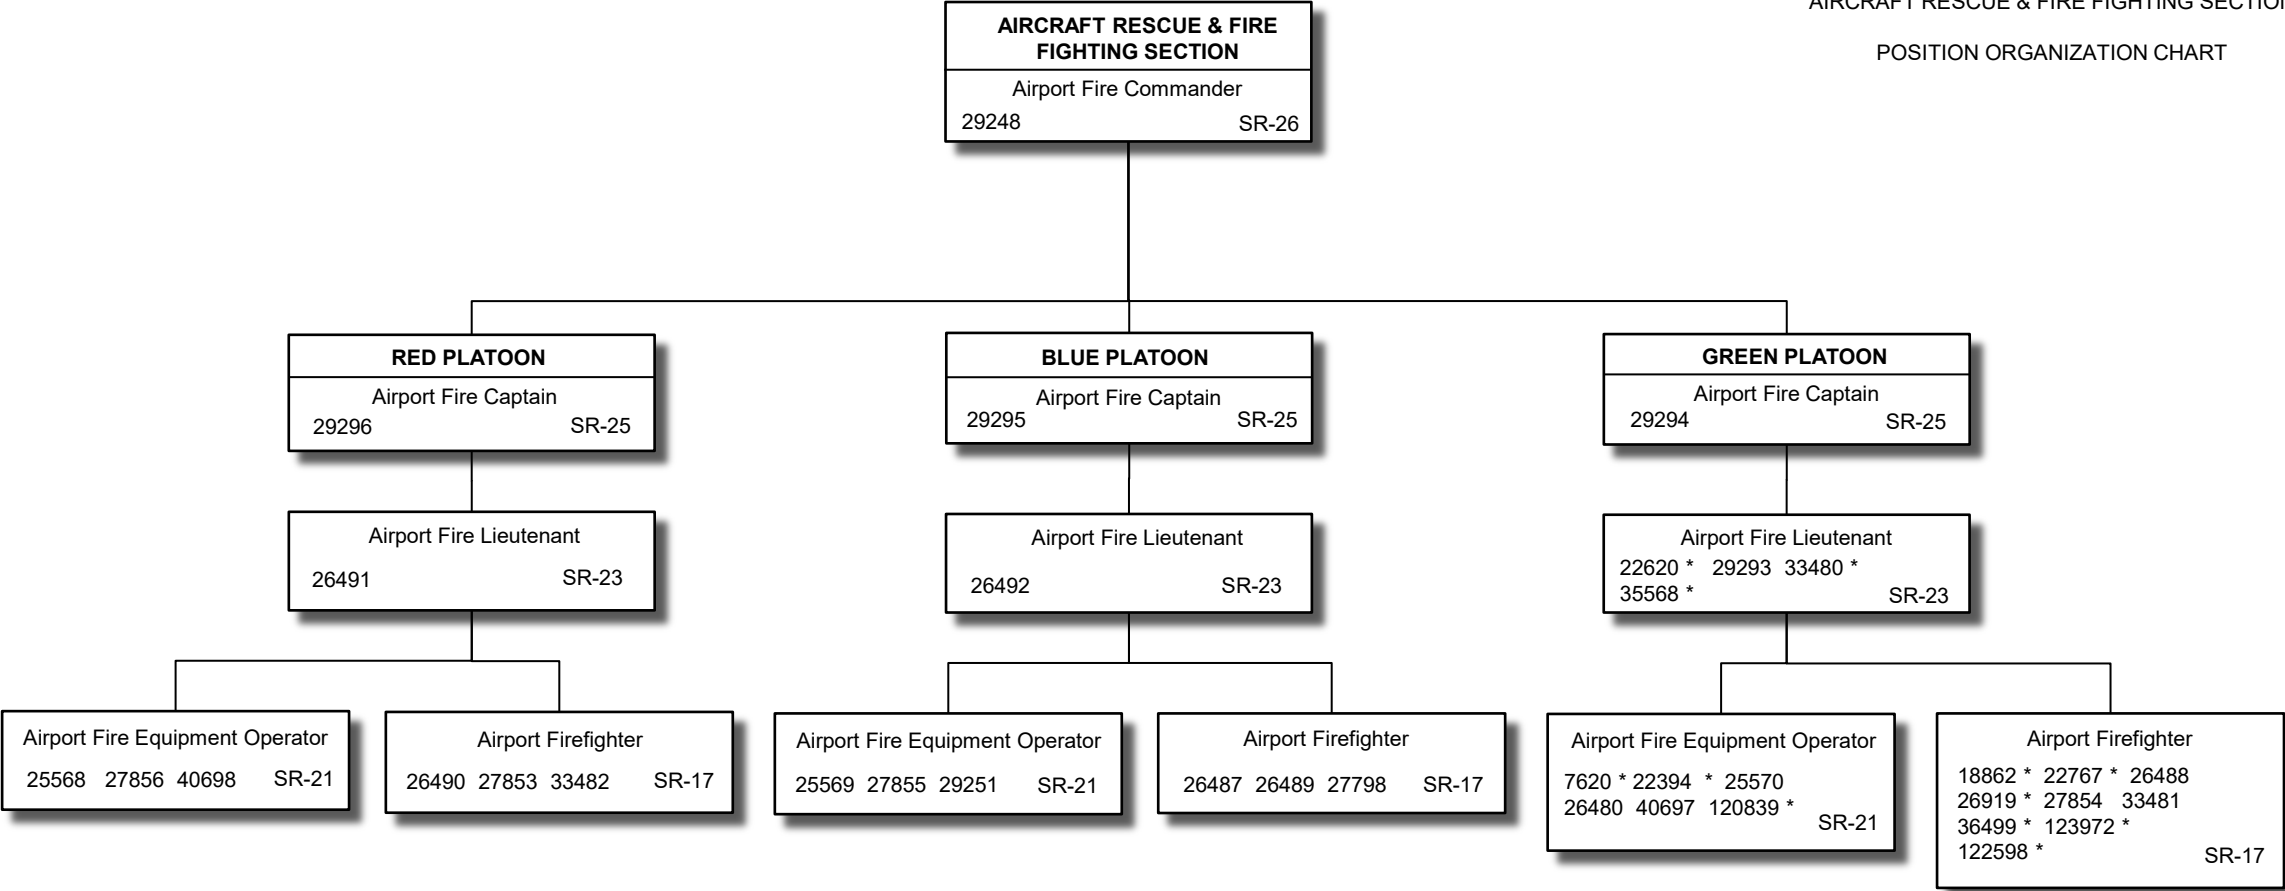 AIRCRAFT RESCUE & FIRE FIGHTING SECTION
POSITION ORGANIZATION CHART
AIRCRAFT RESCUE & FIRE
FIGHTING SECTION
Airport Fire Commander
29248 SR-26
RED PLATOON
Airport Fire Captain
29296 SR-25
BLUE PLATOON
Airport Fire Captain
29295 SR-25
GREEN PLATOON
Airport Fire Captain
29294 SR-25
Airport Fire Lieutenant
26491 SR-23
Airport Fire Lieutenant
26492 SR-23
Airport Fire Lieutenant
22620 * 29293 33480 *
35568 * SR-23
Airport Fire Equipment Operator
25568 27856 40698 SR-21
Airport Firefighter
26490 27853 33482 SR-17
Airport Fire Equipment Operator
25569 27855 29251 SR-21
Airport Firefighter
26487 26489 27798 SR-17
Airport Fire Equipment Operator
7620 * 22394 * 25570
26480 40697 120839 *
SR-21
Airport Firefighter
18862 * 22767 * 26488
26919 * 27854 33481
36499 * 123972 *
122598 * SR-17